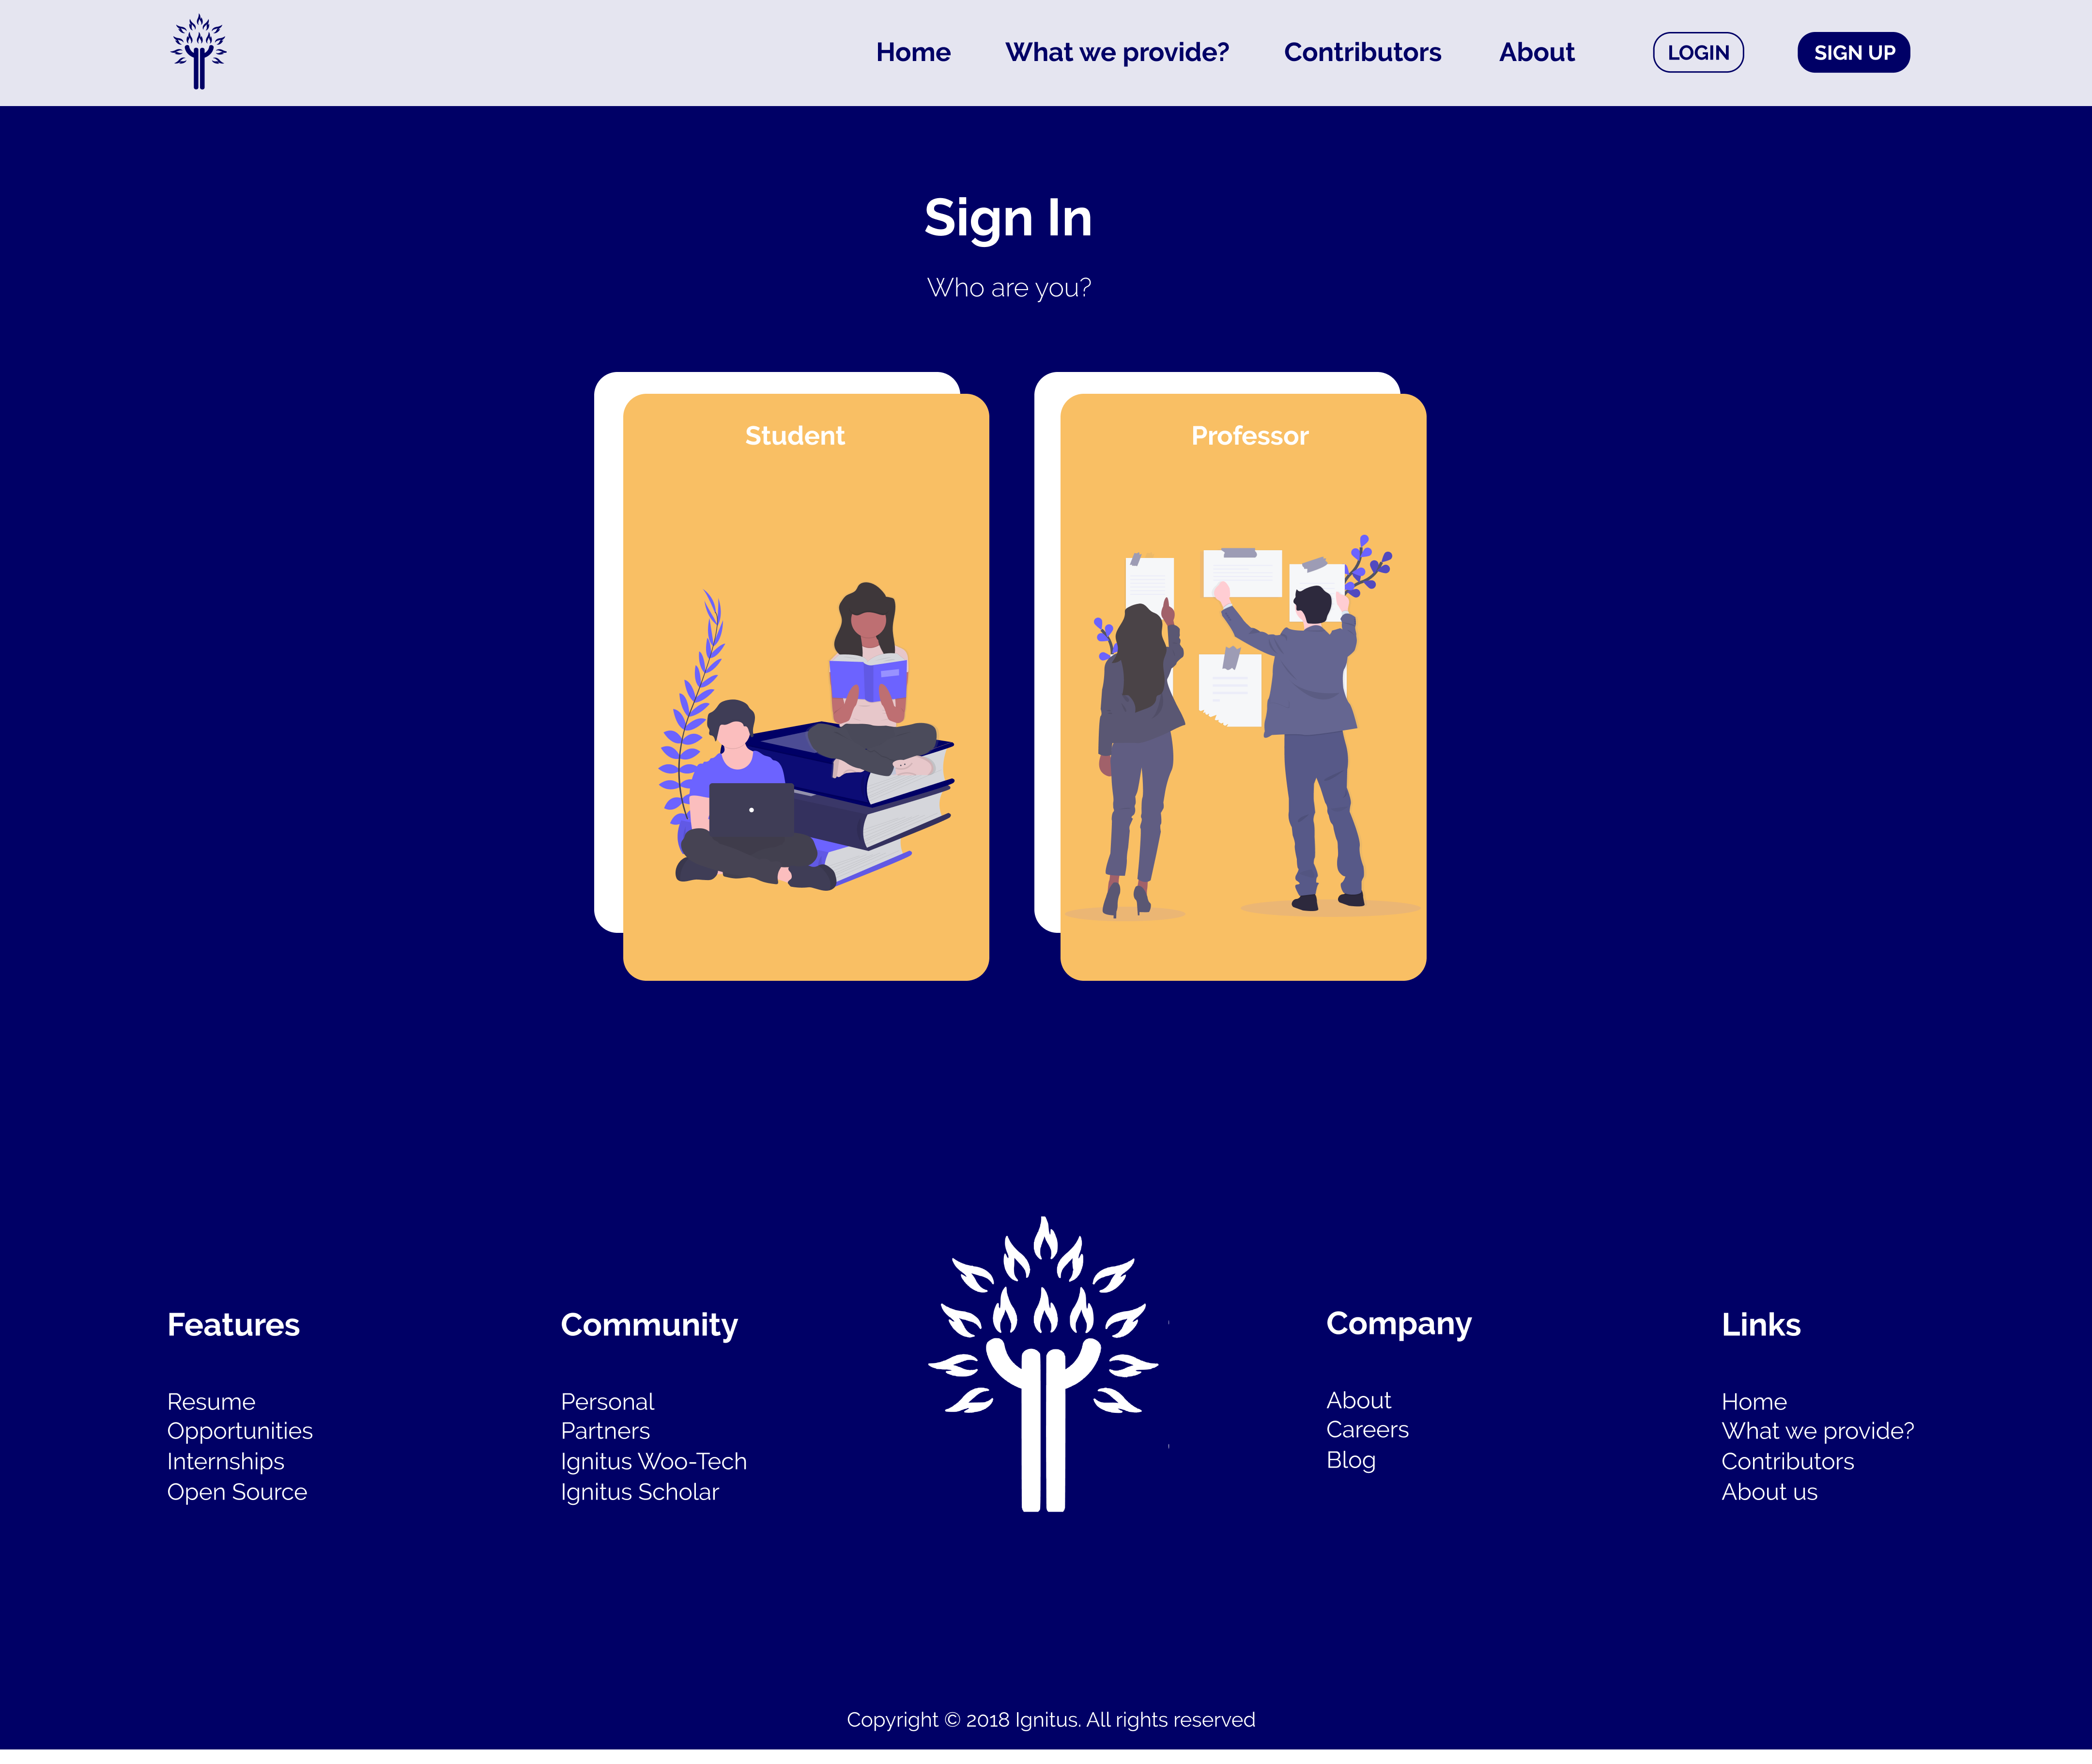 Home What we provide? Contributors About LOGIN SIGN UP
Sign In
Who are you?
Student
Professor
Features
Resume
Opportunities
Internships
Open Source
Community
Personal
Partners
Ignitus Woo-Tech
Ignitus Scholar
Company
About
Careers
Blog
Links
Home
What we provide?
Contributors
About us
Copyright © 2018 Ignitus. All rights reserved